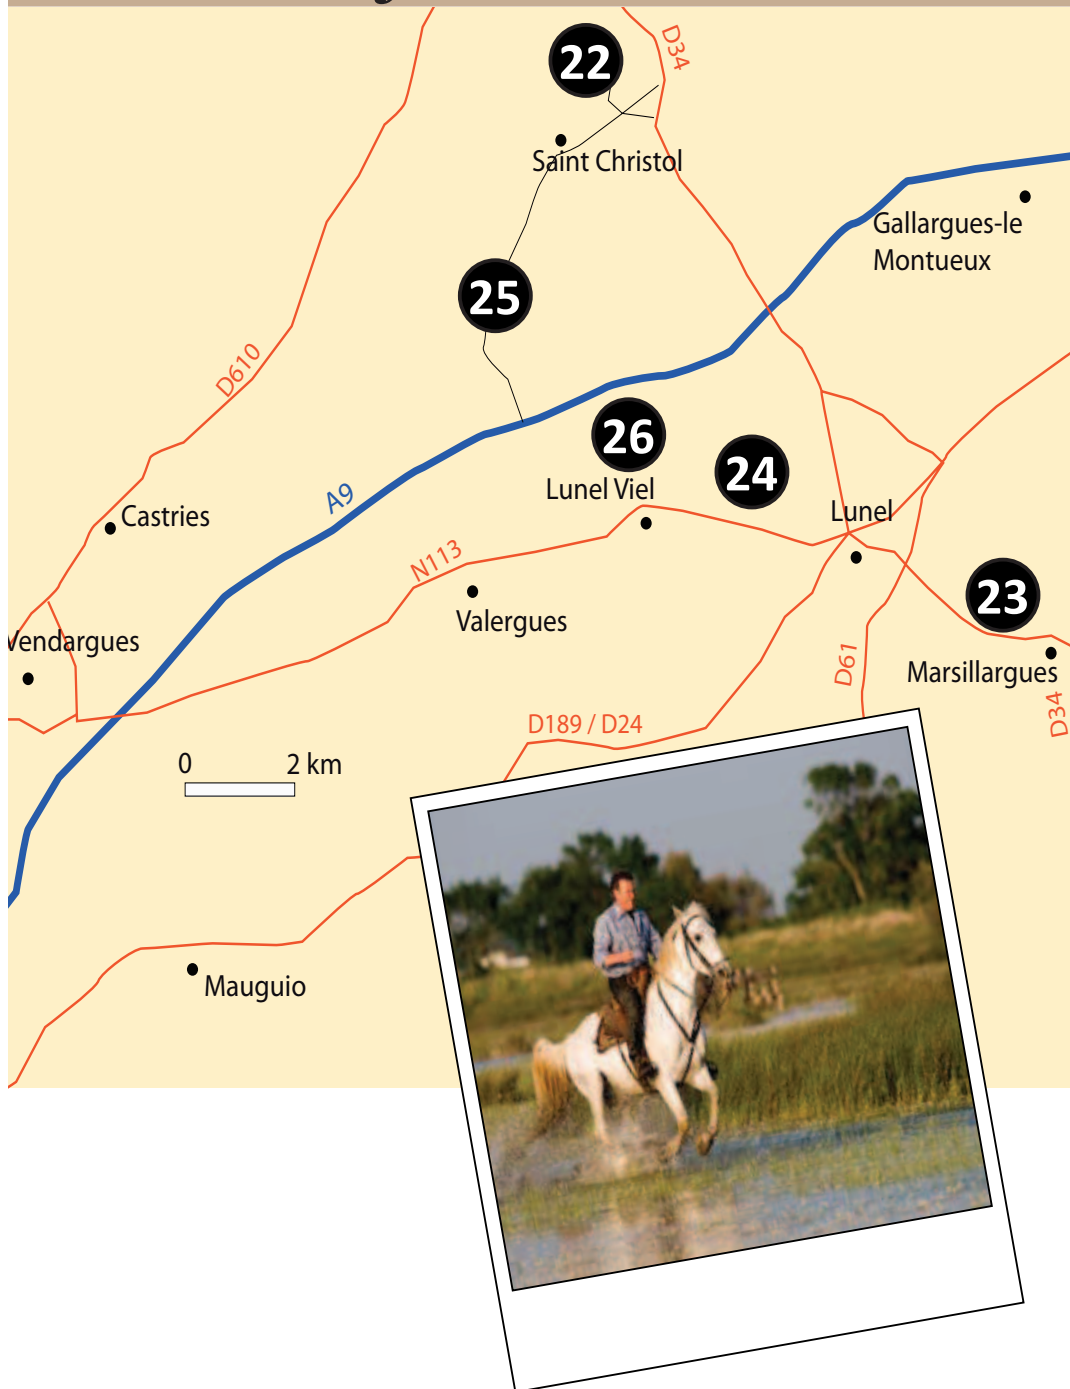 22
D34
Saint Christol
Gallargues-le
Montueux
25
D610
26
24
Lunel Viel
A9
Castries
Lunel
N113
23
Valergues
Vendargues
D61
Marsillargues
D34
D189 / D24
0 2 km
Mauguio